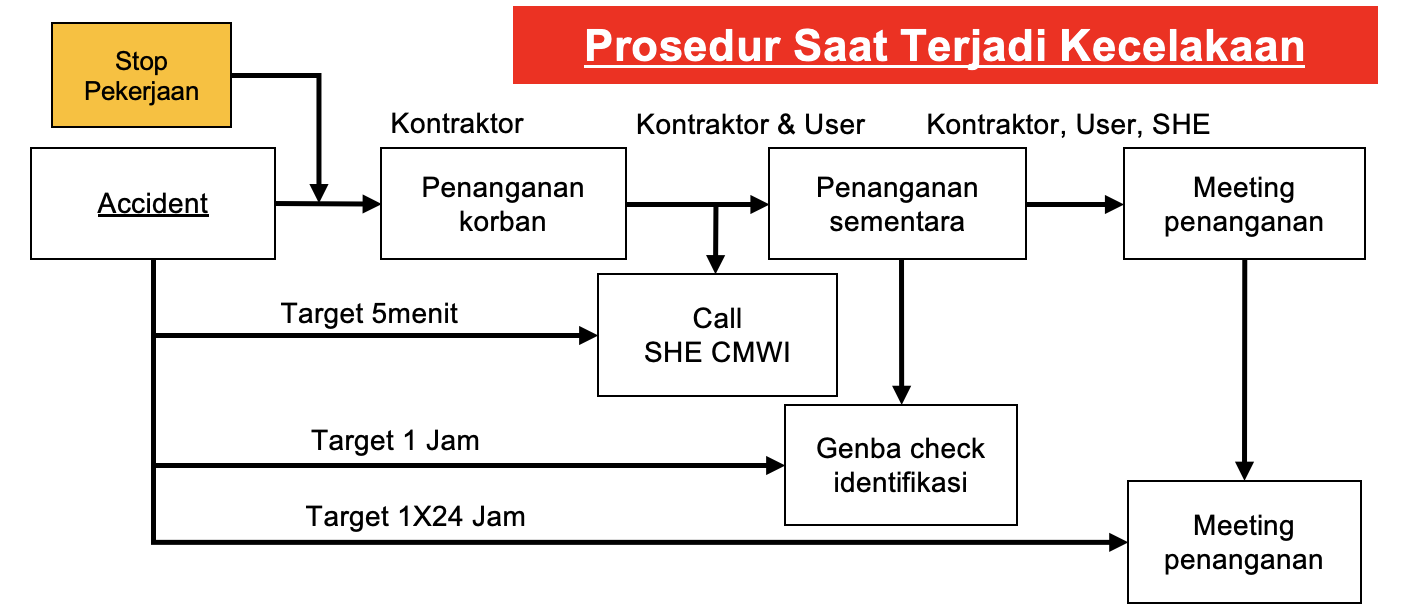 Prosedur Saat Terjadi Kecelakaan
Stop
Pekerjaan
Kontraktor
Kontraktor & User
Kontraktor, User, SHE
Accident
Penanganan
korban
Penanganan
sementara
Meeting
penanganan
Target 5menit
Call
SHE CMWI
Target 1 Jam
Genba check
identifikasi
Target 1X24 Jam
Meeting
penanganan